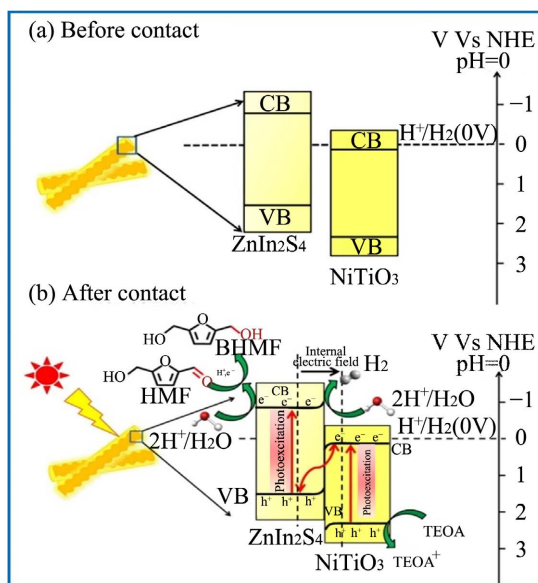 (a) Before contact
V Vs NHE
pH=0
CB
VB
ZnIn2S4
CB
VB
NiTiO3
H+/H2(0V)
−1
0
1
2
3
(b) After contact
HO
O
OH
BHMF
HO
O
O
HMF
H+,e−
2H+/H2O
Internal
electric field
H2
2H+/H2O
V Vs NHE
pH=0
H+/H2(0V)
CB
e− e− e−
Photoexcitation
VB
h+ h+ h+
ZnIn2S4
e− e− e−
CB
Photoexcitation
VB
h+ h+ h+
NiTiO3
TEOA
TEOA+
−1
0
1
2
3